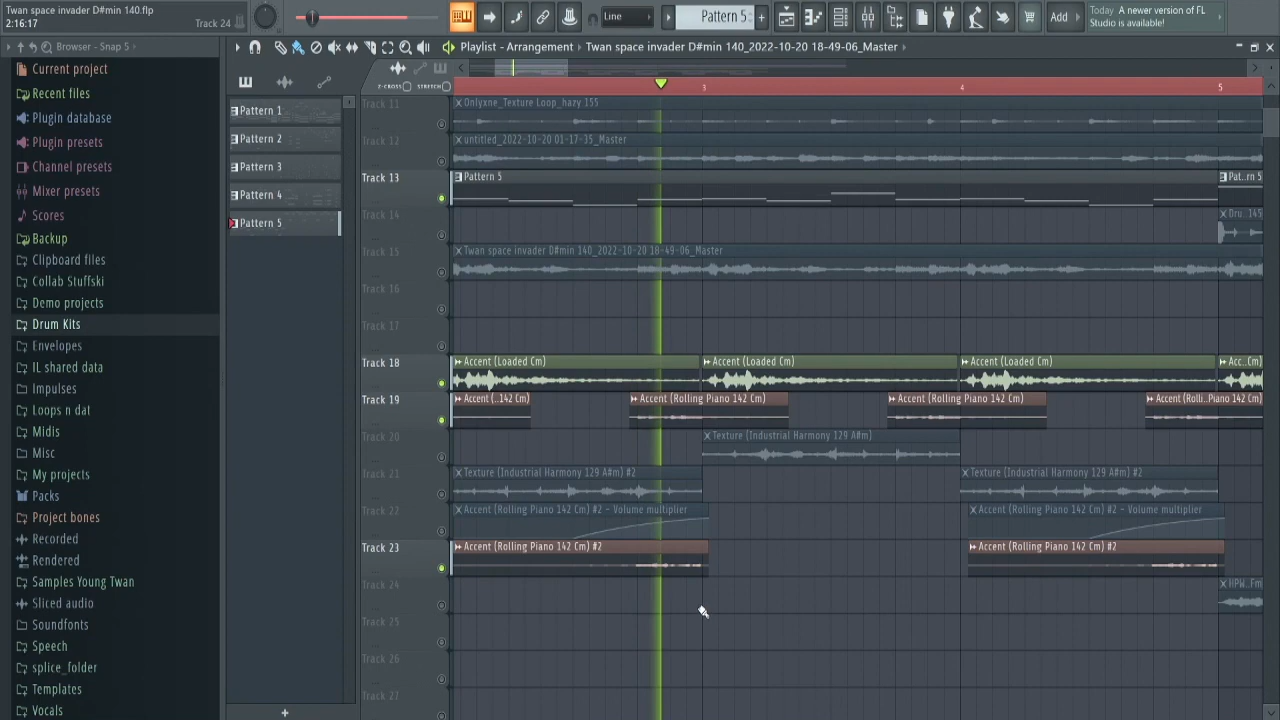 Twan space invader D#min 140.flp
2:16:17
Track 24
Line
Pattern 5
Add
Today A newer version of FL
Studio is available!
Browser - Snap 5
Playlist - Arrangement
Twan space invader D#min 140_2022-10-20 18-49-06_Master
Z-CROSS
STRETCH
3
4
5
Current project
Recent files
Plugin database
Plugin presets
Channel presets
Mixer presets
Scores
Backup
Clipboard files
Collab Stuffski
Demo projects
Drum Kits
Envelopes
IL shared data
Impulses
Loops n dat
Midis
Misc
My projects
Packs
Project bones
Recorded
Rendered
Samples Young Twan
Sliced audio
Soundfonts
Speech
splice_folder
Templates
Vocals
Pattern 1
Pattern 2
Pattern 3
Pattern 4
Pattern 5
Track 11
Onlyxne_Texture Loop_hazy 155
Track 12
untitled_2022-10-20 01-17-35_Master
Track 13
Pattern 5
Pat..rn 5
Track 14
Dru..145
Track 15
Twan space invader D#min 140_2022-10-20 18-49-06_Master
Track 16
Track 17
Track 18
Accent (Loaded Cm)
Accent (Loaded Cm)
Accent (Loaded Cm)
Acc..Cm)
Track 19
Accent (..142 Cm)
Accent (Rolling Piano 142 Cm)
Accent (Rolling Piano 142 Cm)
Accent (Rolli..Piano 142 Cm)
Track 20
Texture (Industrial Harmony 129 A#m)
Track 21
Texture (Industrial Harmony 129 A#m) #2
Texture (Industrial Harmony 129 A#m) #2
Track 22
Accent (Rolling Piano 142 Cm) #2 - Volume multiplier
Accent (Rolling Piano 142 Cm) #2 - Volume multiplier
Track 23
Accent (Rolling Piano 142 Cm) #2
Accent (Rolling Piano 142 Cm) #2
Track 24
Track 25
Track 26
Track 27